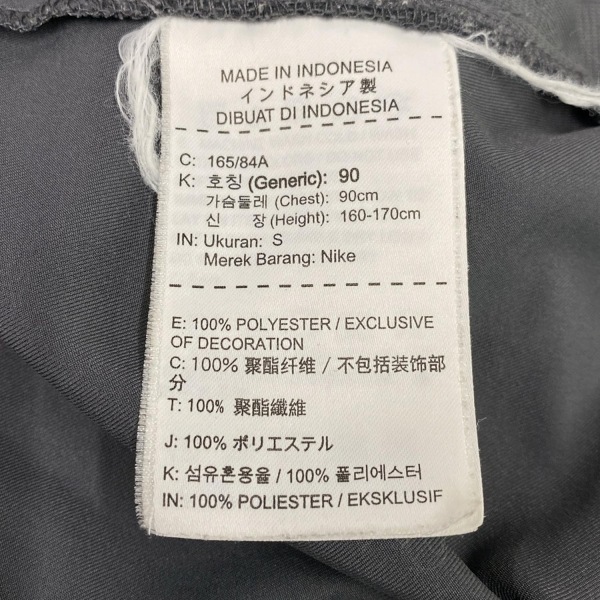 MADE IN INDONESIA
インドネシア製
DIBUAT DI INDONESIA
C: 165/84A
K: 호칭 (Generic): 90
가슴둘레 (Chest): 90cm
신 장 (Height): 160-170cm
IN: Ukuran: S
Merek Barang: Nike
E: 100% POLYESTER / EXCLUSIVE
OF DECORATION
C: 100% 聚酯纤维 / 不包括装饰部
分
T: 100% 聚酯纖維
J: 100% ポリエステル
K: 섬유혼용율 / 100% 폴리에스터
IN: 100% POLIESTER / EKSKLUSIF